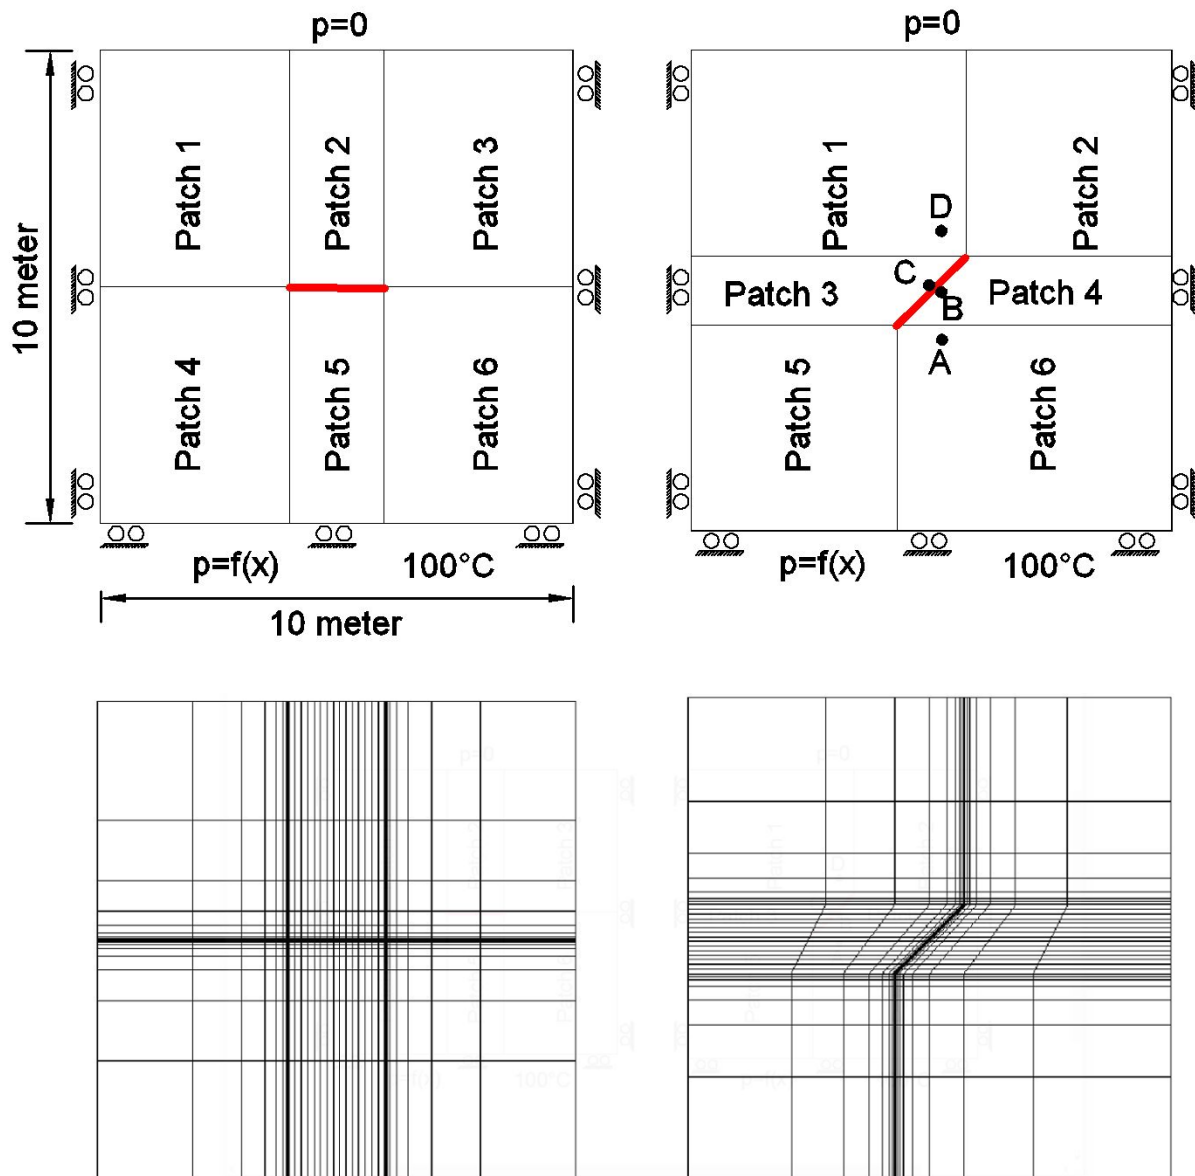 p=0
10 meter
Patch 1
Patch 2
Patch 3
Patch 4
Patch 5
Patch 6
p=f(x)
100°C
10 meter
p=0
Patch 1
Patch 2
D
C
B
Patch 3
Patch 4
A
Patch 5
Patch 6
p=f(x)
100°C